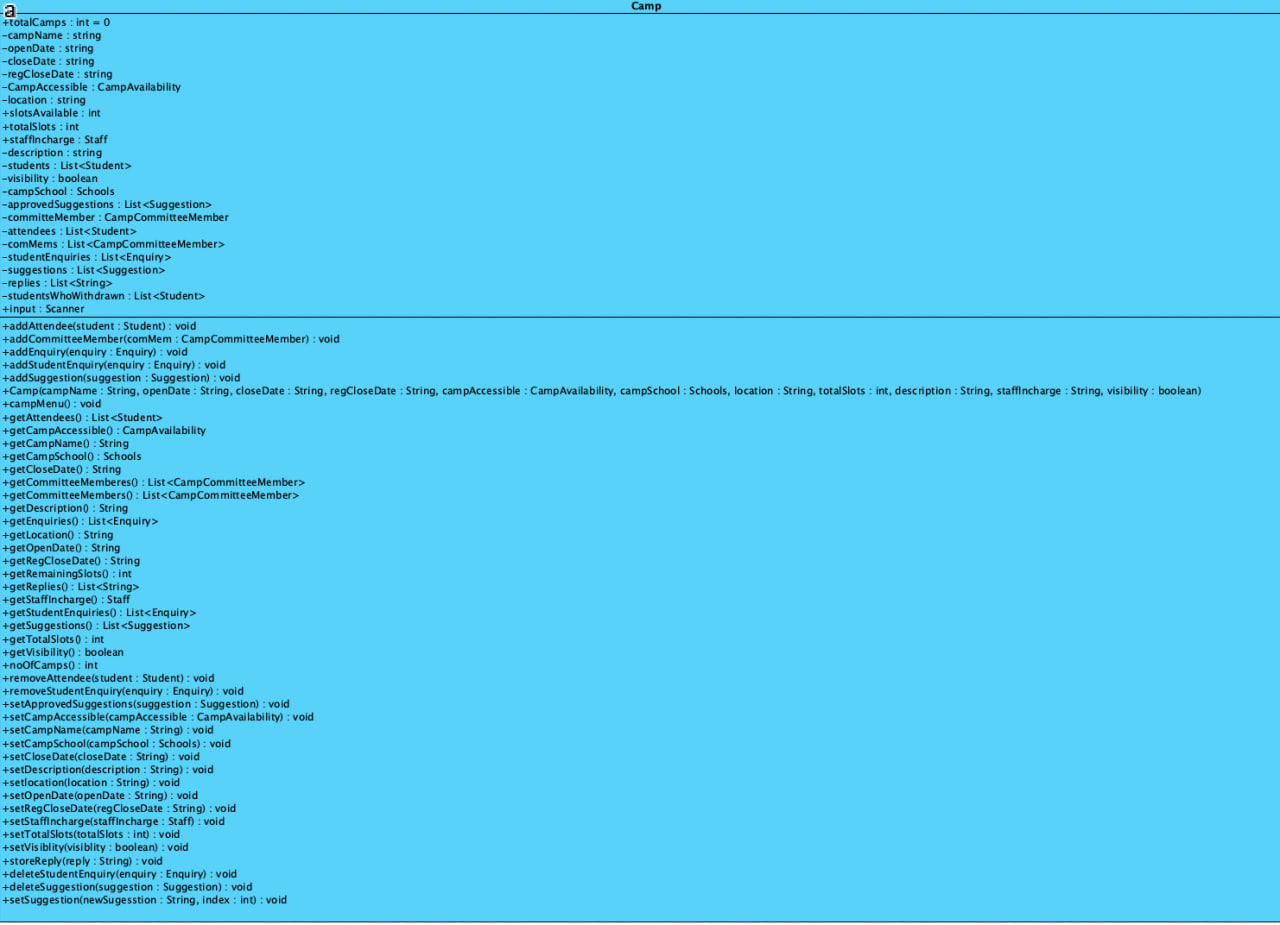 a
Camp
+totalCamps : int = 0
-campName : string
-openDate : string
-closeDate : string
-regCloseDate : string
-CampAccessible : CampAvailability
-location : string
+slotsAvailable : int
+totalSlots : int
+staffIncharge : Staff
-description : string
-students : List<Student>
-visibility : boolean
-campSchool : Schools
-approvedSuggestions : List<Suggestion>
-committeMember : CampCommitteeMember
-attendees : List<Student>
-comMems : List<CampCommitteeMember>
-studentEnquiries : List<Enquiry>
-suggestions : List<Suggestion>
-replies : List<String>
-studentsWhoWithdrawn : List<Student>
+input : Scanner
+addAttendee(student : Student) : void
+addCommitteeMember(comMem : CampCommitteeMember) : void
+addEnquiry(enquiry : Enquiry) : void
+addStudentEnquiry(enquiry : Enquiry) : void
+addSuggestion(suggestion : Suggestion) : void
+Camp(campName : String, openDate : String, closeDate : String, regCloseDate : String, campAccessible : CampAvailability, campSchool : Schools, location : String, totalSlots : int, description : String, staffIncharge : String, visibility : boolean)
+campMenu() : void
+getAttendees() : List<Student>
+getCampAccessible() : CampAvailability
+getCampName() : String
+getCampSchool() : Schools
+getCloseDate() : String
+getCommitteeMemberes() : List<CampCommitteeMember>
+getCommitteeMembers() : List<CampCommitteeMember>
+getDescription() : String
+getEnquiries() : List<Enquiry>
+getLocation() : String
+getOpenDate() : String
+getRegCloseDate() : String
+getRemainingSlots() : int
+getReplies() : List<String>
+getStaffIncharge() : Staff
+getStudentEnquiries() : List<Enquiry>
+getSuggestions() : List<Suggestion>
+getTotalSlots() : int
+getVisibility() : boolean
+noOfCamps() : int
+removeAttendee(student : Student) : void
+removeStudentEnquiry(enquiry : Enquiry) : void
+setApprovedSuggestions(suggestion : Suggestion) : void
+setCampAccessible(campAccessible : CampAvailability) : void
+setCampName(campName : String) : void
+setCampSchool(campSchool : Schools) : void
+setCloseDate(closeDate : String) : void
+setDescription(description : String) : void
+setlocation(location : String) : void
+setOpenDate(openDate : String) : void
+setRegCloseDate(regCloseDate : String) : void
+setStaffIncharge(staffIncharge : Staff) : void
+setTotalSlots(totalSlots : int) : void
+setVisiblity(visiblity : boolean) : void
+storeReply(reply : String) : void
+deleteStudentEnquiry(enquiry : Enquiry) : void
+deleteSuggestion(suggestion : Suggestion) : void
+setSuggestion(newSugesstion : String, index : int) : void